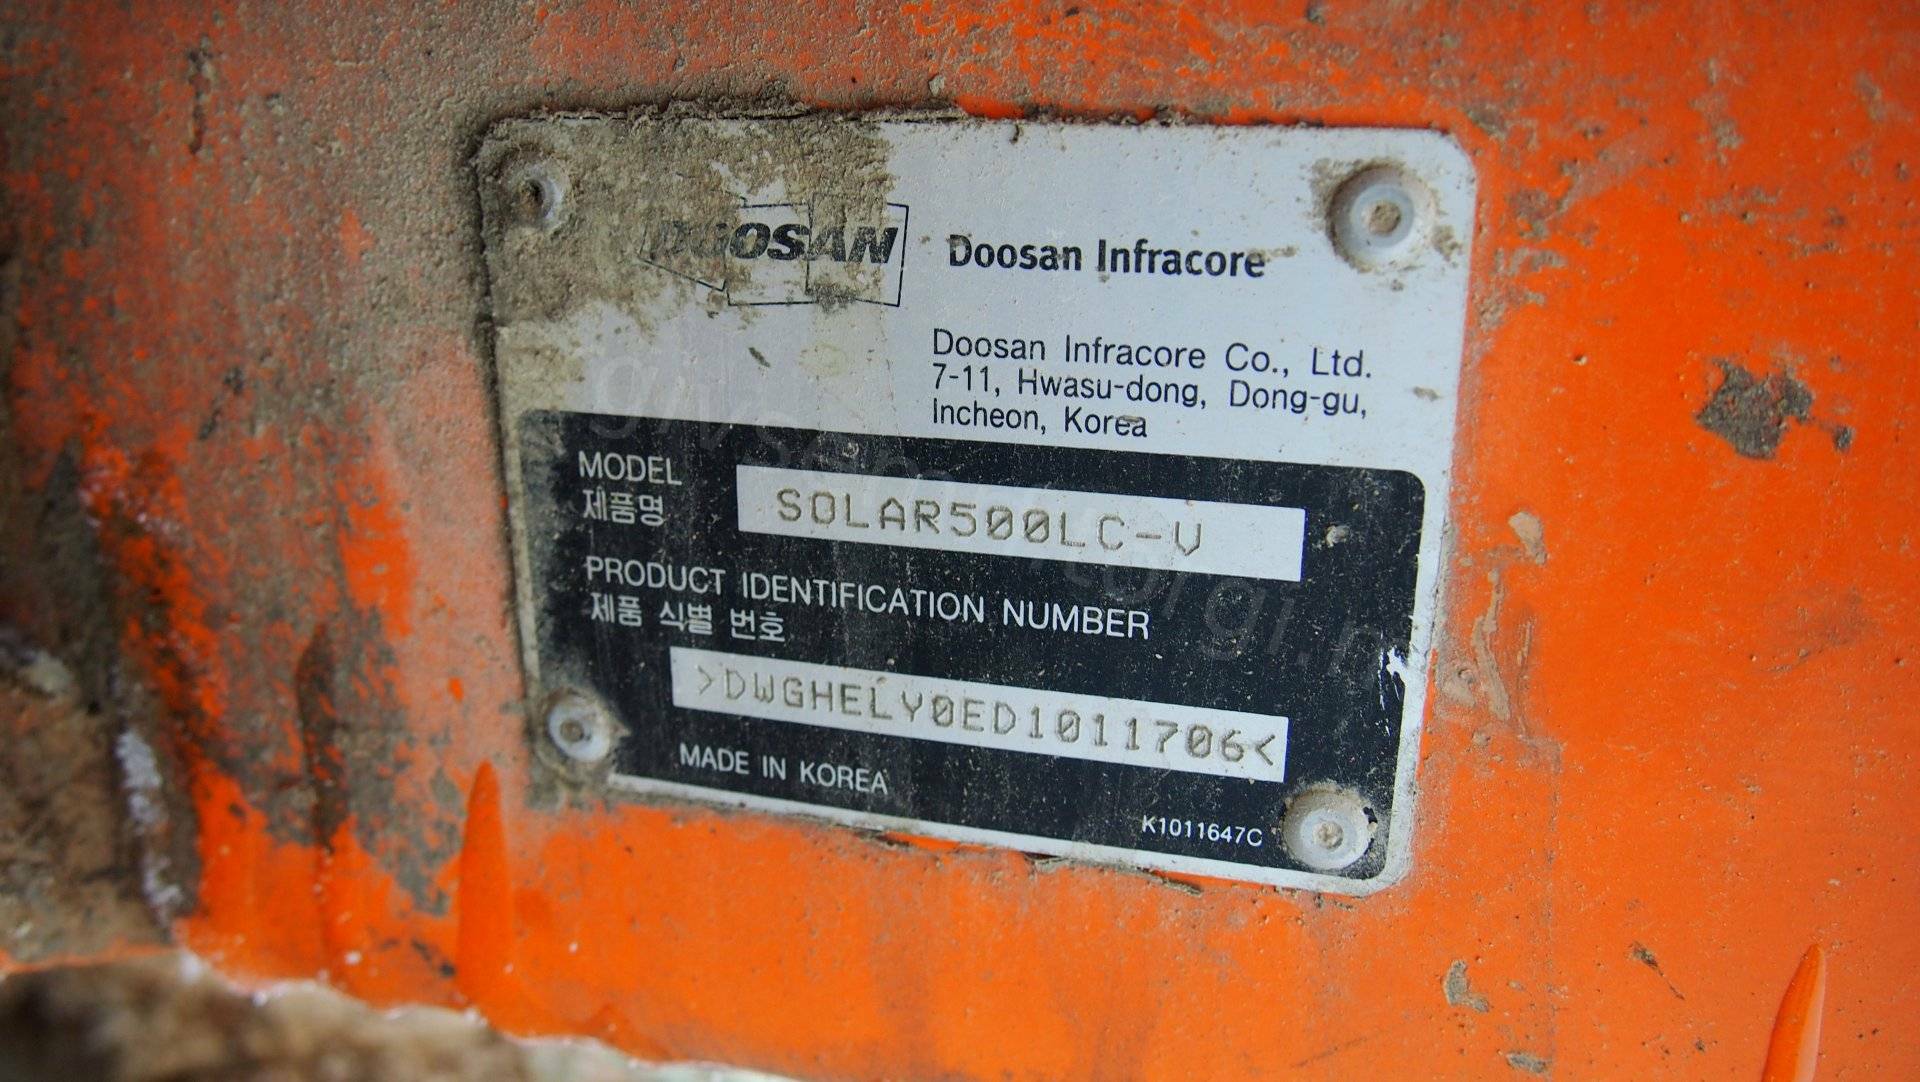 DOOSAN Doosan Infracore
Doosan Infracore Co., Ltd.
7-11, Hwasu-dong, Dong-gu,
Incheon, Korea
MODEL
제품명
SOLAR500LC-V
PRODUCT IDENTIFICATION NUMBER
제품 식별 번호
>DWGHELY0ED1011706<
MADE IN KOREA
K1011647C